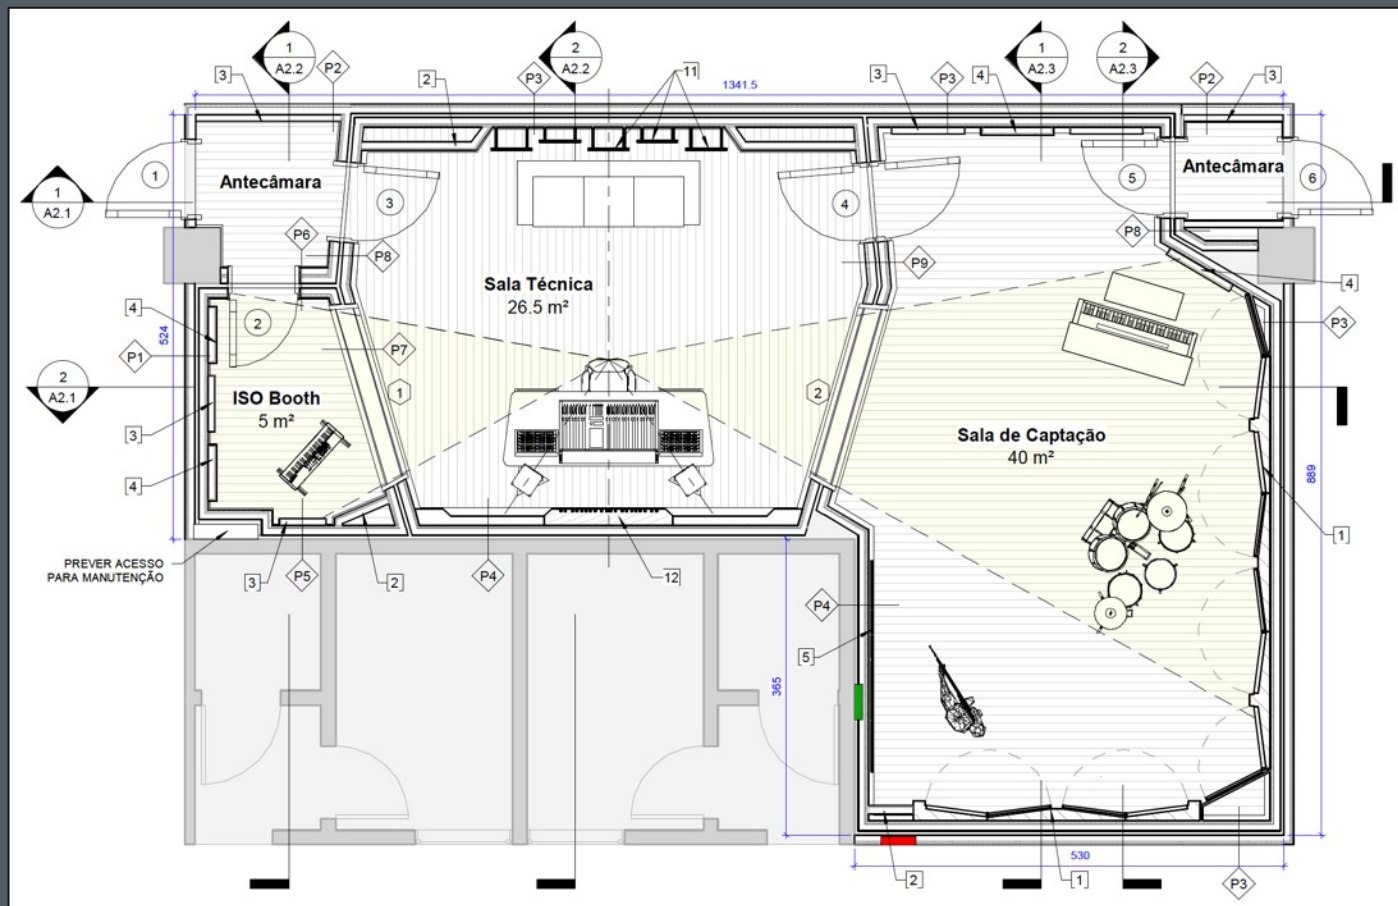 1
A2.2
2
A2.2
1
A2.3
2
A2.3
3
P2
2
P3
11
3
P3
4
P2
3
1341.5
1
Antecâmara
3
4
5
Antecâmara
6
1
A2.1
P6
P8
P9
P8
Sala Técnica
26.5 m²
4
4
2
P3
524
P1
P7
2
A2.1
1
2
ISO Booth
5 m²
3
Sala de Captação
40 m²
4
889
1
PREVER ACESSO
PARA MANUTENÇÃO
3
P5
2
P4
12
P4
5
365
530
2
1
P3